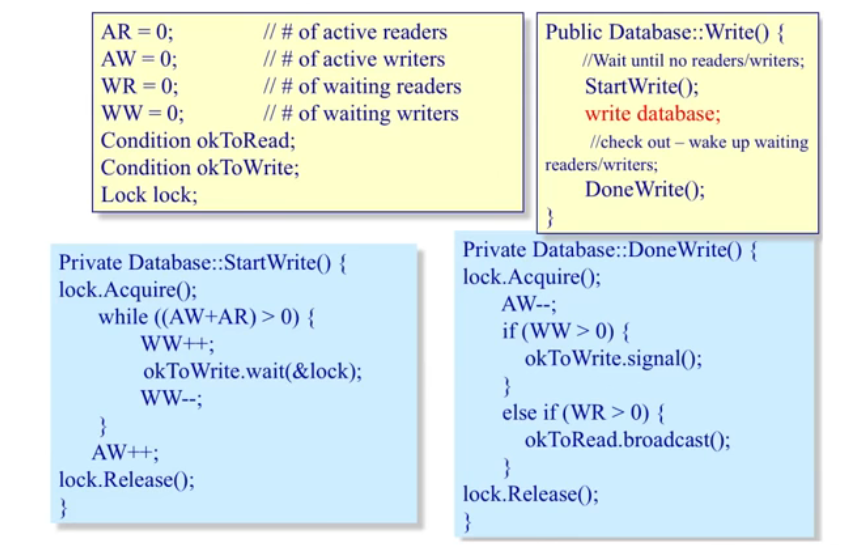 AR = 0; // # of active readers
AW = 0; // # of active writers
WR = 0; // # of waiting readers
WW = 0; // # of waiting writers
Condition okToRead;
Condition okToWrite;
Lock lock;
Public Database::Write() {
//Wait until no readers/writers;
StartWrite();
write database;
//check out – wake up waiting
readers/writers;
DoneWrite();
}
Private Database::StartWrite() {
lock.Acquire();
while ((AW+AR) > 0) {
WW++;
okToWrite.wait(&lock);
WW--;
}
AW++;
lock.Release();
}
Private Database::DoneWrite() {
lock.Acquire();
AW--;
if (WW > 0) {
okToWrite.signal();
}
else if (WR > 0) {
okToRead.broadcast();
}
lock.Release();
}